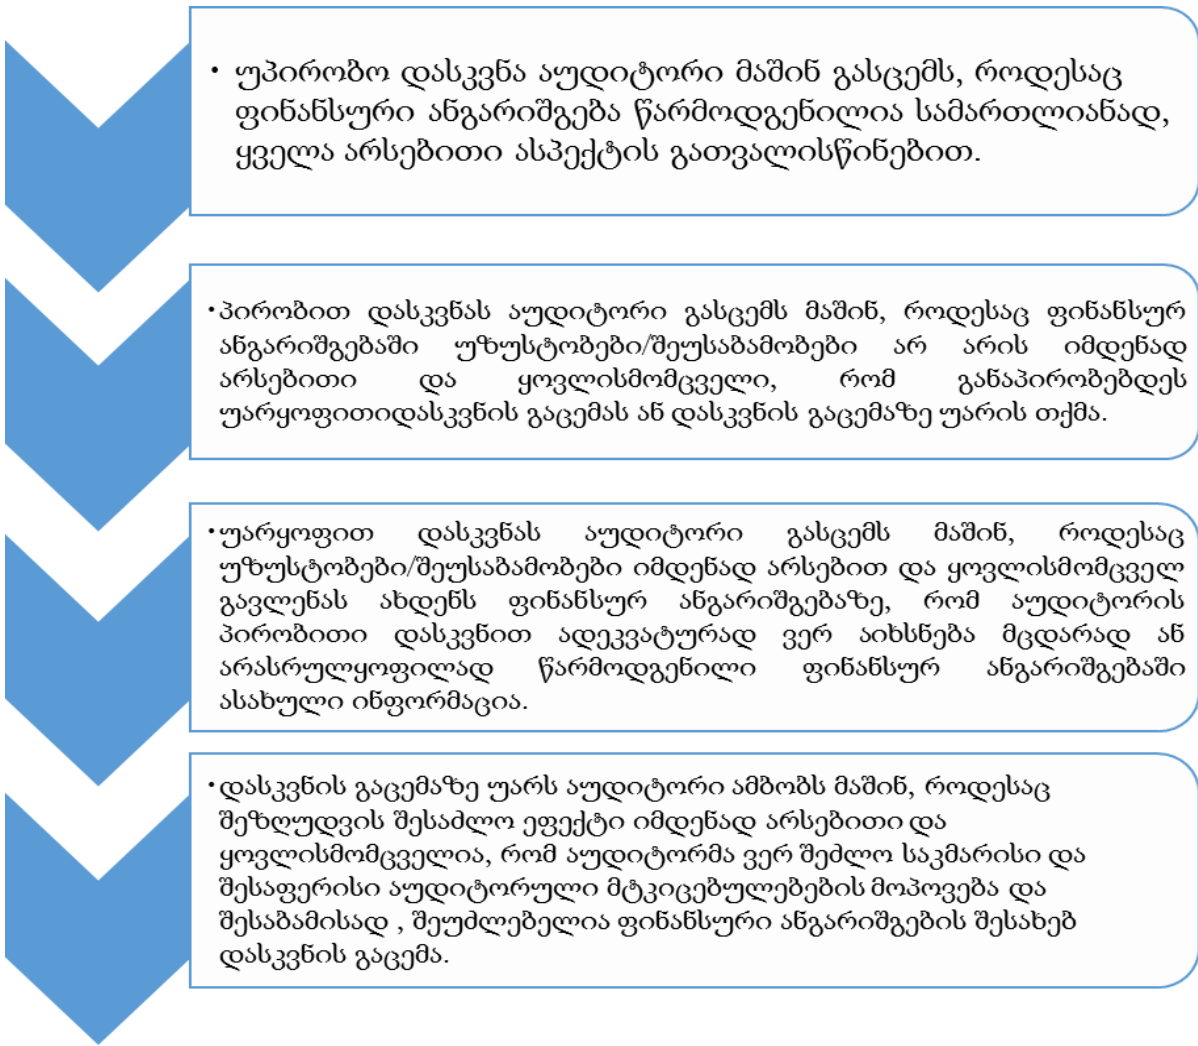 • უპირობო დასკვნა აუდიტორი მაშინ გასცემს, როდესაც
ფინანსური ანგარიშგება წარმოდგენილია სამართლიანად,
ყველა არსებითი ასპექტის გათვალისწინებით.
•პირობით დასკვნას აუდიტორი გასცემს მაშინ, როდესაც ფინანსურ
ანგარიშგებაში უზუსტობები/შეუსაბამობები არ არის იმდენად
არსებითი და ყოვლისმომცველი, რომ განაპირობებდეს
უარყოფითიდასკვნის გაცემას ან დასკვნის გაცემაზე უარის თქმა.
•უარყოფით დასკვნას აუდიტორი გასცემს მაშინ, როდესაც
უზუსტობები/შეუსაბამობები იმდენად არსებით და ყოვლისმომცველ
გავლენას ახდენს ფინანსურ ანგარიშგებაზე, რომ აუდიტორის
პირობითი დასკვნით ადეკვატურად ვერ აიხსნება მცდარად ან
არასრულყოფილად წარმოდგენილი ფინანსურ ანგარიშგებაში
ასახული ინფორმაცია.
•დასკვნის გაცემაზე უარს აუდიტორი ამბობს მაშინ, როდესაც
შეზღუდვის შესაძლო ეფექტი იმდენად არსებითი და
ყოვლისმომცველია, რომ აუდიტორმა ვერ შეძლო საკმარისი და
შესაფერისი აუდიტორული მტკიცებულებების მოპოვება და
შესაბამისად , შეუძლებელია ფინანსური ანგარიშგების შესახებ
დასკვნის გაცემა.